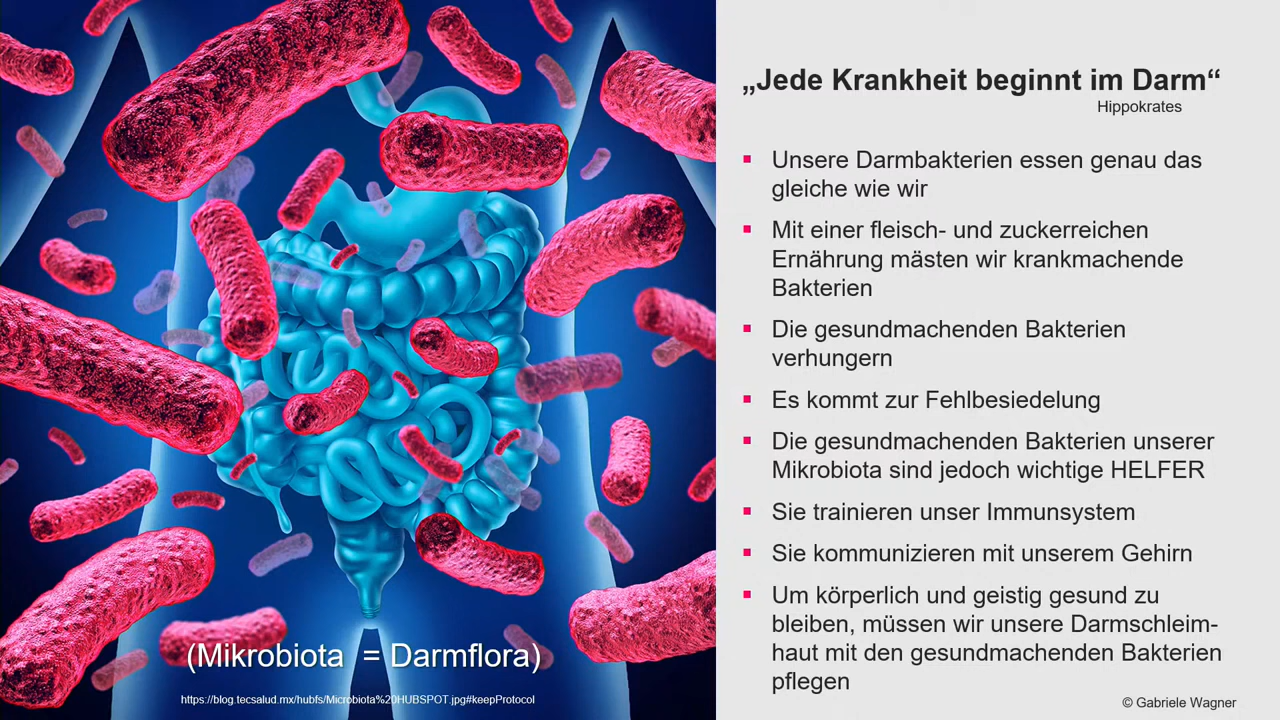 „Jede Krankheit beginnt im Darm“
Hippokrates
Unsere Darmbakterien essen genau das
gleiche wie wir
Mit einer fleisch- und zuckerreichen
Ernährung mästen wir krankmachende
Bakterien
Die gesundmachenden Bakterien
verhungern
Es kommt zur Fehlbesiedelung
Die gesundmachenden Bakterien unserer
Mikrobiota sind jedoch wichtige HELFER
Sie trainieren unser Immunsystem
Sie kommunizieren mit unserem Gehirn
Um körperlich und geistig gesund zu
bleiben, müssen wir unsere Darmschleim-
haut mit den gesundmachenden Bakterien
pflegen
(Mikrobiota = Darmflora)
https://blog.tecsalud.mx/hubfs/Microbiota%20HUBSPOT.jpg#keepProtocol
© Gabriele Wagner